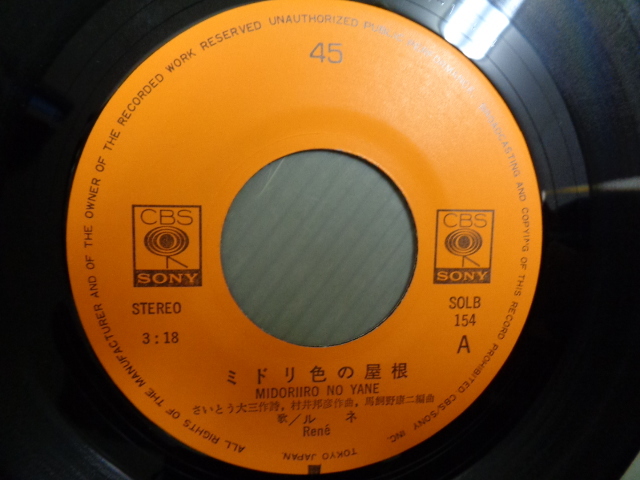 ALL RIGHTS OF THE MANUFACTURER AND OF THE OWNER OF THE RECORDED WORK RESERVED UNAUTHORIZED PUBLIC PERFORMANCE BROADCASTING AND COPYING OF THIS RECORD PROHIBITED CBS/SONY INC.
TOKYO JAPAN.
45
CBS
SONY
CBS
SONY
STEREO
3:18
SOLB
154
A
ミドリ色の屋根
MIDORIIRO NO YANE
さいとう大三作詩, 村井邦彦作曲, 馬飼野康二編曲
歌/ルネ
René